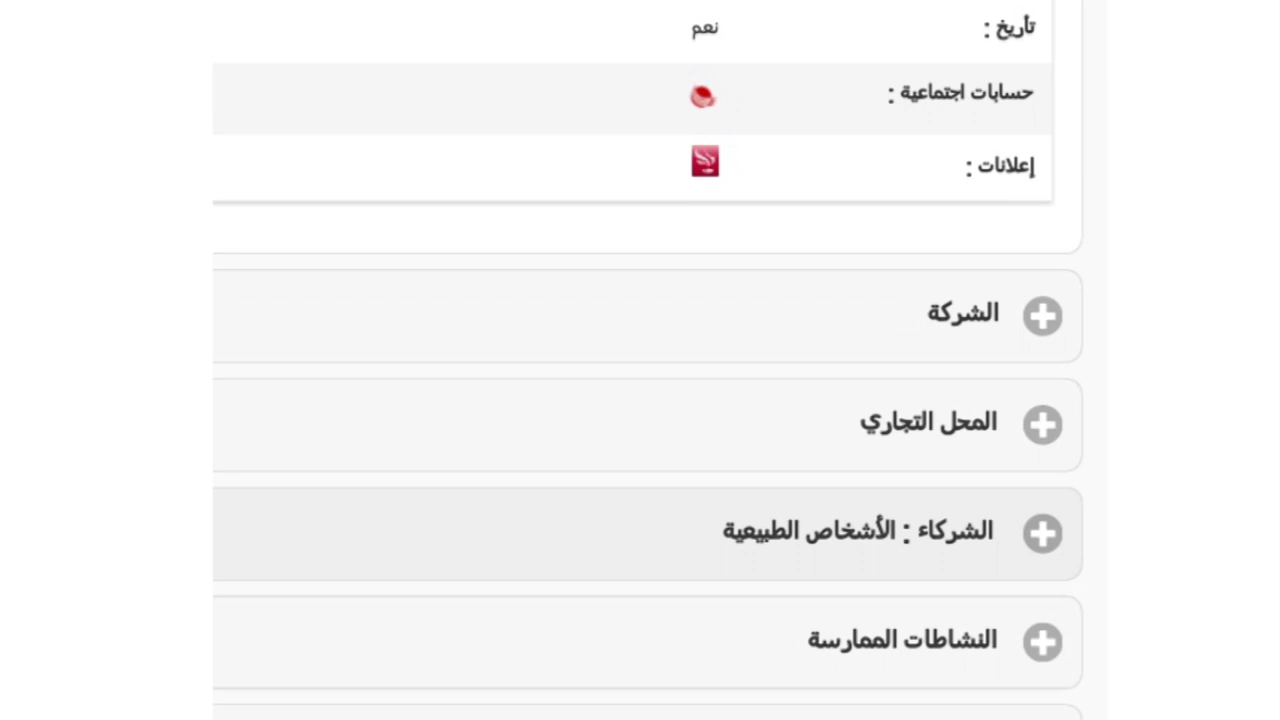 تأريخ : نعم
حسابات اجتماعية :
إعلانات :
الشركة
المحل التجاري
الشركاء : الأشخاص الطبيعية
النشاطات الممارسة